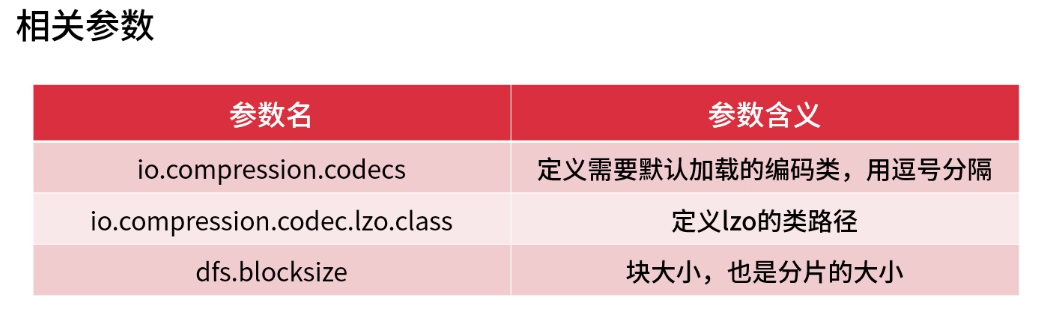 相关参数
参数名 参数含义
io.compression.codecs 定义需要默认加载的编码类，用逗号分隔
io.compression.codec.lzo.class 定义lzo的类路径
dfs.blocksize 块大小，也是分片的大小